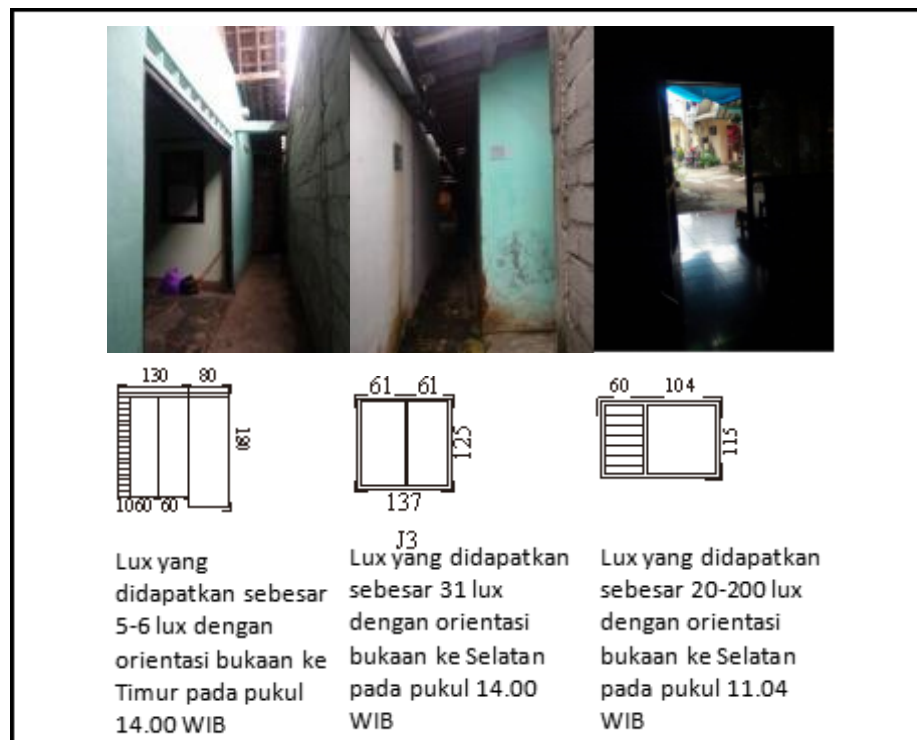 130 80
180
1060 60
61 61
125
137
J3
60 104
115
Lux yang
didapatkan sebesar
5-6 lux dengan
orientasi bukaan ke
Timur pada pukul
14.00 WIB
Lux yang didapatkan
sebesar 31 lux
dengan orientasi
bukaan ke Selatan
pada pukul 14.00
WIB
Lux yang didapatkan
sebesar 20-200 lux
dengan orientasi
bukaan ke Selatan
pada pukul 11.04
WIB